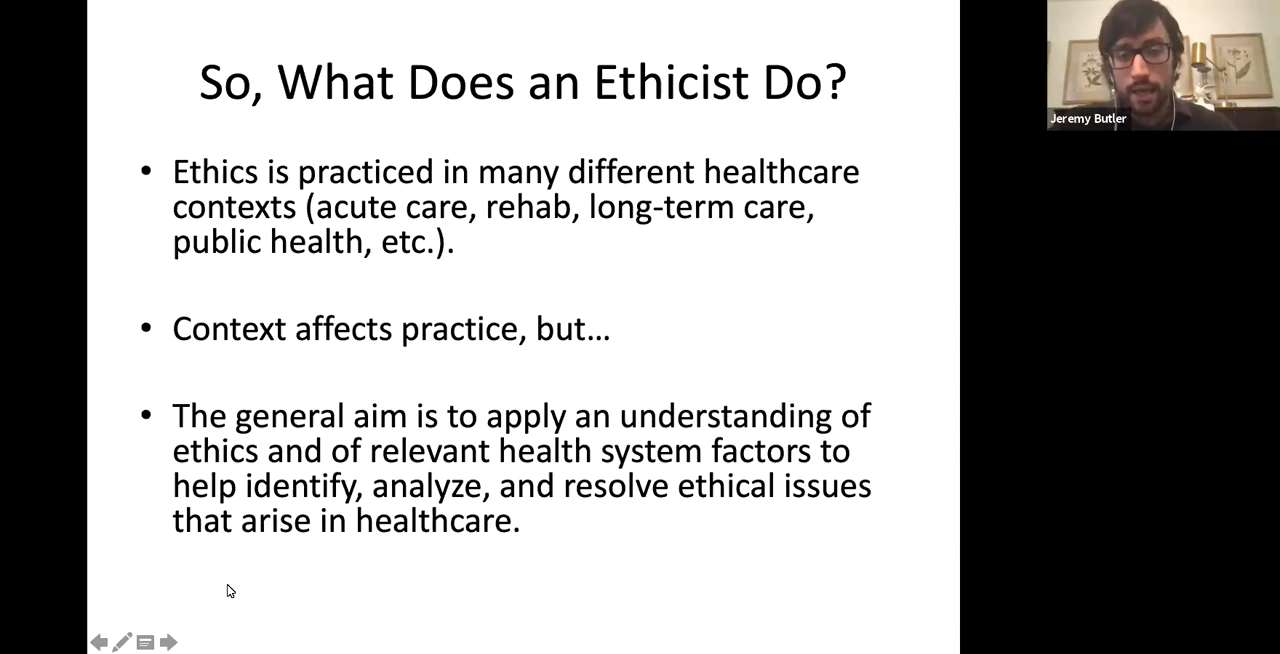 So, What Does an Ethicist Do?
• Ethics is practiced in many different healthcare
contexts (acute care, rehab, long-term care,
public health, etc.).
• Context affects practice, but…
• The general aim is to apply an understanding of
ethics and of relevant health system factors to
help identify, analyze, and resolve ethical issues
that arise in healthcare.
Jeremy Butler